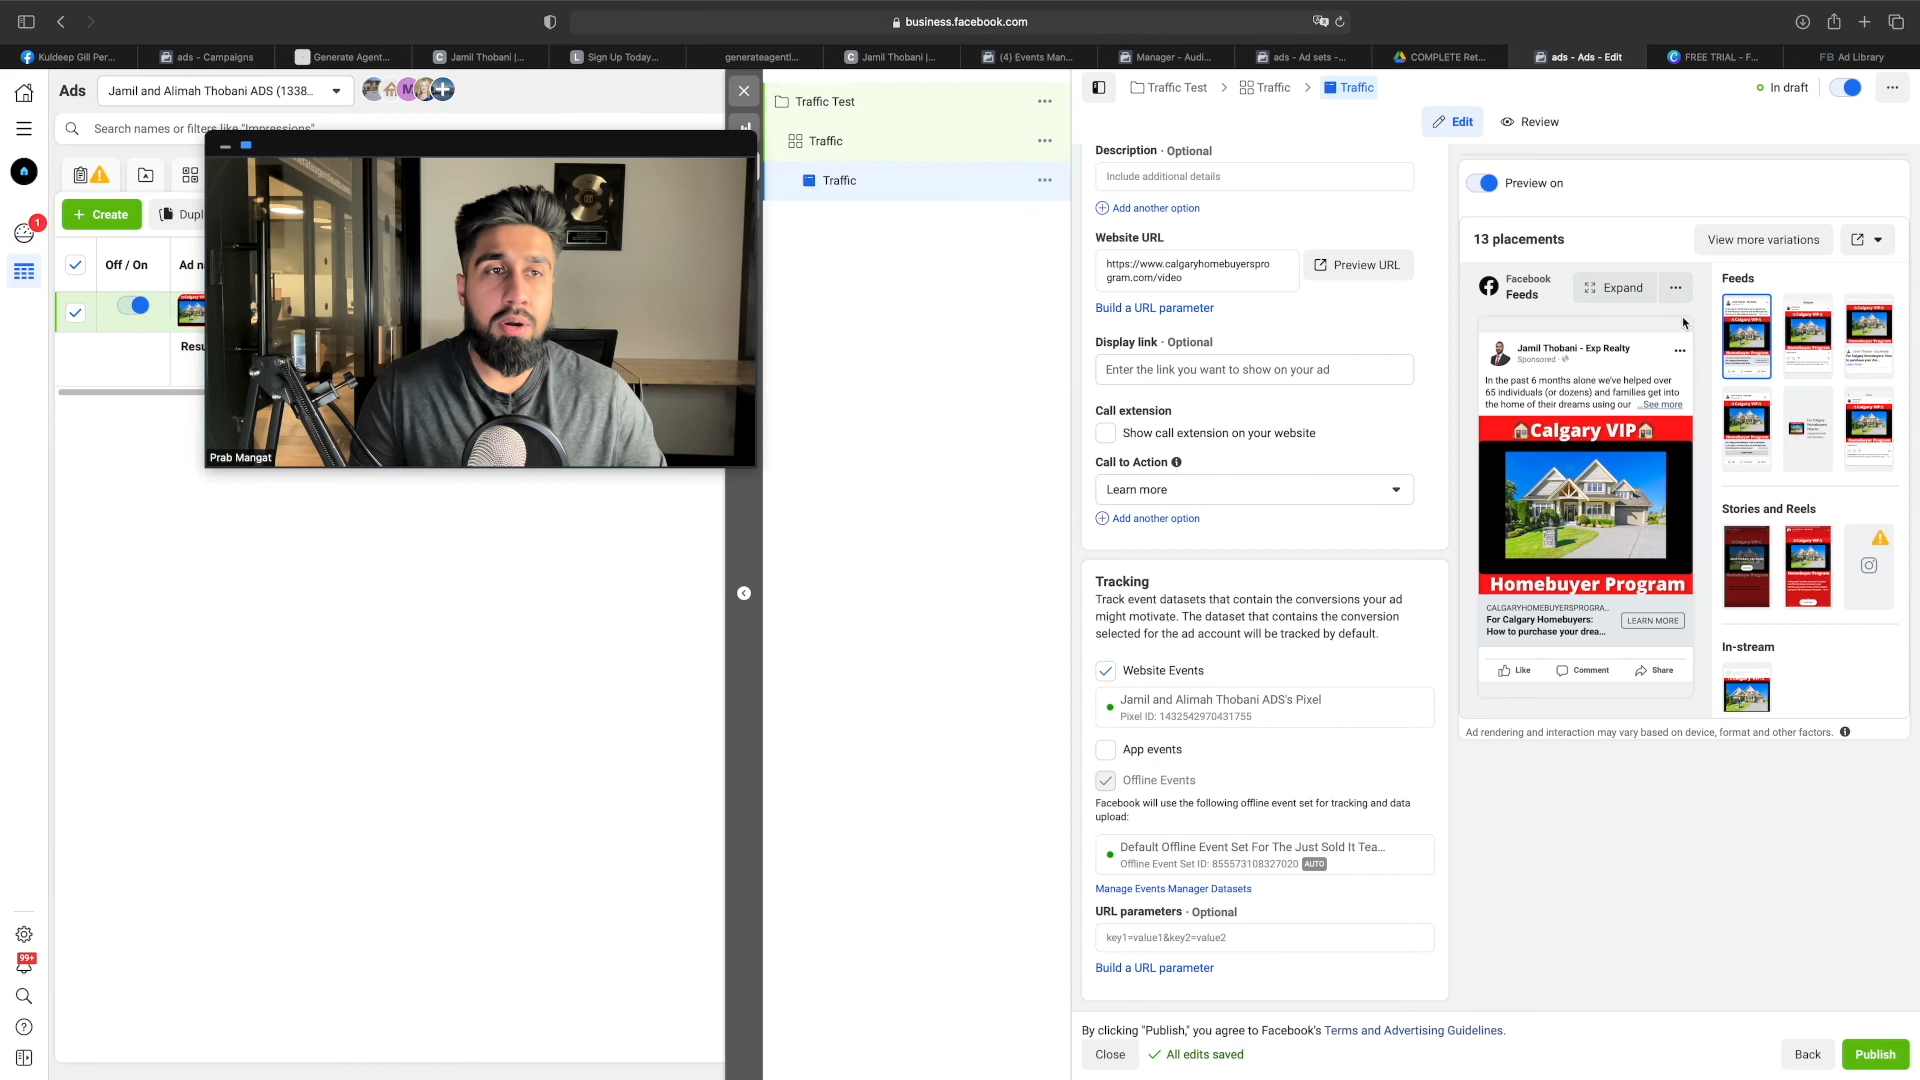 business.facebook.com
Kuldeep Gill Per...
ads - Campaigns
Generate Agent...
Jamil Thobani |...
Sign Up Today...
generateagentl...
Jamil Thobani |...
(4) Events Man...
Manager - Audi...
ads - Ad sets -...
COMPLETE Ret...
ads - Ads - Edit
FREE TRIAL - F...
FB Ad Library
Ads
Jamil and Alimah Thobani ADS (1338...
M
Search names or filters like "Impressions"
1
Create
Dupl
Off / On
Ad n
Resu
Prab Mangat
99+
Traffic Test
Traffic
Traffic
Traffic Test
Traffic
Traffic
In draft
Edit
Review
Description · Optional
Include additional details
Add another option
Website URL
https://www.calgaryhomebuyerspro
gram.com/video
Preview URL
Build a URL parameter
Display link · Optional
Enter the link you want to show on your ad
Call extension
Show call extension on your website
Call to Action
Learn more
Add another option
Tracking
Track event datasets that contain the conversions your ad
might motivate. The dataset that contains the conversion
selected for the ad account will be tracked by default.
Website Events
Jamil and Alimah Thobani ADS's Pixel
Pixel ID: 1432542970431755
App events
Offline Events
Facebook will use the following offline event set for tracking and data
upload:
Default Offline Event Set For The Just Sold It Tea...
Offline Event Set ID: 855573108327020 AUTO
Manage Events Manager Datasets
URL parameters · Optional
key1=value1&key2=value2
Build a URL parameter
By clicking "Publish," you agree to Facebook's Terms and Advertising Guidelines.
Close
All edits saved
Back
Publish
Preview on
13 placements
View more variations
Facebook
Feeds
Expand
Jamil Thobani - Exp Realty
Sponsored ·
In the past 6 months alone we've helped over
65 individuals (or dozens) and families get into
the home of their dreams using our ...See more
Calgary VIP
Homebuyer Program
CALGARYHOMEBUYERSPROGRA...
For Calgary Homebuyers:
How to purchase your drea...
LEARN MORE
Like
Comment
Share
Feeds
Stories and Reels
In-stream
Ad rendering and interaction may vary based on device, format and other factors.